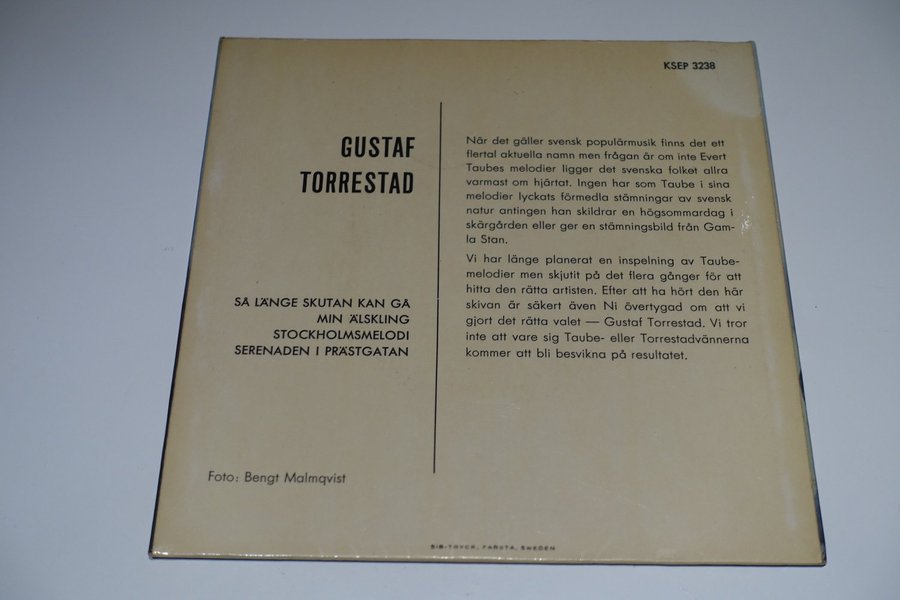 KSEP 3238
GUSTAF
TORRESTAD
SÅ LÄNGE SKUTAN KAN GÅ
MIN ÄLSKLING
STOCKHOLMSMELODI
SERENADEN I PRÄSTGATAN
Foto: Bengt Malmqvist
När det gäller svensk populärmusik finns det ett
flertal aktuella namn men frågan är om inte Evert
Taubes melodier ligger det svenska folket allra
varmast om hjärtat. Ingen har som Taube i sina
melodier lyckats förmedla stämningar av svensk
natur antingen han skildrar en högsommardag i
skärgården eller ger en stämningsbild från Gam-
la Stan.
Vi har länge planerat en inspelning av Taube-
melodier men skjutit på det flera gånger för att
hitta den rätta artisten. Efter att ha hört den här
skivan är säkert även Ni övertygad om att vi
gjort det rätta valet — Gustaf Torrestad. Vi tror
inte att vare sig Taube- eller Torrestadvännerna
kommer att bli besvikna på resultatet.
SIB-TRYCK, FARSTA, SWEDEN